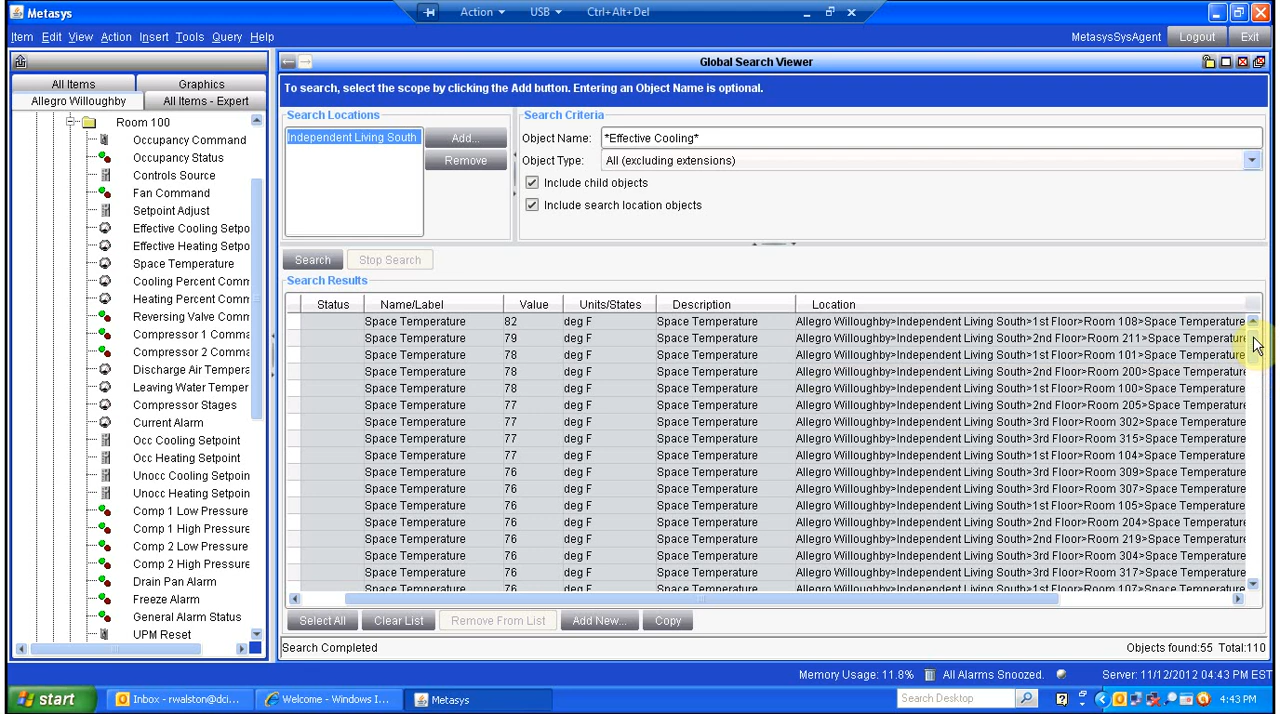 Metasys
Action
USB
Ctrl+Alt+Del
Item Edit View Action Insert Tools Query Help
MetasysSysAgent Logout Exit
All Items
Graphics
Allegro Willoughby
All Items - Expert
Room 100
Occupancy Command
Occupancy Status
Controls Source
Fan Command
Setpoint Adjust
Effective Cooling Setpo
Effective Heating Setpo
Space Temperature
Cooling Percent Comm
Heating Percent Comm
Reversing Valve Comm
Compressor 1 Comma
Compressor 2 Comma
Discharge Air Tempera
Leaving Water Temper
Compressor Stages
Current Alarm
Occ Cooling Setpoint
Occ Heating Setpoint
Unocc Cooling Setpoin
Unocc Heating Setpoin
Comp 1 Low Pressure
Comp 1 High Pressure
Comp 2 Low Pressure
Comp 2 High Pressure
Drain Pan Alarm
Freeze Alarm
General Alarm Status
UPM Reset
Global Search Viewer
To search, select the scope by clicking the Add button. Entering an Object Name is optional.
Search Locations
Independent Living South
Add...
Remove
Search Criteria
Object Name: *Effective Cooling*
Object Type: All (excluding extensions)
Include child objects
Include search location objects
Search
Stop Search
Search Results
Status Name/Label Value Units/States Description Location
Space Temperature 82 deg F Space Temperature Allegro Willoughby>Independent Living South>1st Floor>Room 108>Space Temperature
Space Temperature 79 deg F Space Temperature Allegro Willoughby>Independent Living South>2nd Floor>Room 211>Space Temperature
Space Temperature 78 deg F Space Temperature Allegro Willoughby>Independent Living South>1st Floor>Room 101>Space Temperature
Space Temperature 78 deg F Space Temperature Allegro Willoughby>Independent Living South>2nd Floor>Room 200>Space Temperature
Space Temperature 78 deg F Space Temperature Allegro Willoughby>Independent Living South>1st Floor>Room 100>Space Temperature
Space Temperature 77 deg F Space Temperature Allegro Willoughby>Independent Living South>2nd Floor>Room 205>Space Temperature
Space Temperature 77 deg F Space Temperature Allegro Willoughby>Independent Living South>3rd Floor>Room 302>Space Temperature
Space Temperature 77 deg F Space Temperature Allegro Willoughby>Independent Living South>3rd Floor>Room 315>Space Temperature
Space Temperature 77 deg F Space Temperature Allegro Willoughby>Independent Living South>1st Floor>Room 104>Space Temperature
Space Temperature 76 deg F Space Temperature Allegro Willoughby>Independent Living South>3rd Floor>Room 309>Space Temperature
Space Temperature 76 deg F Space Temperature Allegro Willoughby>Independent Living South>3rd Floor>Room 307>Space Temperature
Space Temperature 76 deg F Space Temperature Allegro Willoughby>Independent Living South>1st Floor>Room 105>Space Temperature
Space Temperature 76 deg F Space Temperature Allegro Willoughby>Independent Living South>2nd Floor>Room 204>Space Temperature
Space Temperature 76 deg F Space Temperature Allegro Willoughby>Independent Living South>2nd Floor>Room 219>Space Temperature
Space Temperature 76 deg F Space Temperature Allegro Willoughby>Independent Living South>3rd Floor>Room 304>Space Temperature
Space Temperature 76 deg F Space Temperature Allegro Willoughby>Independent Living South>3rd Floor>Room 317>Space Temperature
Space Temperature 76 deg F Space Temperature Allegro Willoughby>Independent Living South>1st Floor>Room 107>Space Temperature
Select All Clear List Remove From List Add New... Copy
Search Completed
Objects found:55 Total:110
Memory Usage: 11.8% All Alarms Snoozed. Server: 11/12/2012 04:43 PM EST
start
Inbox - rwalston@dci...
Welcome - Windows I...
Metasys
Search Desktop
4:43 PM